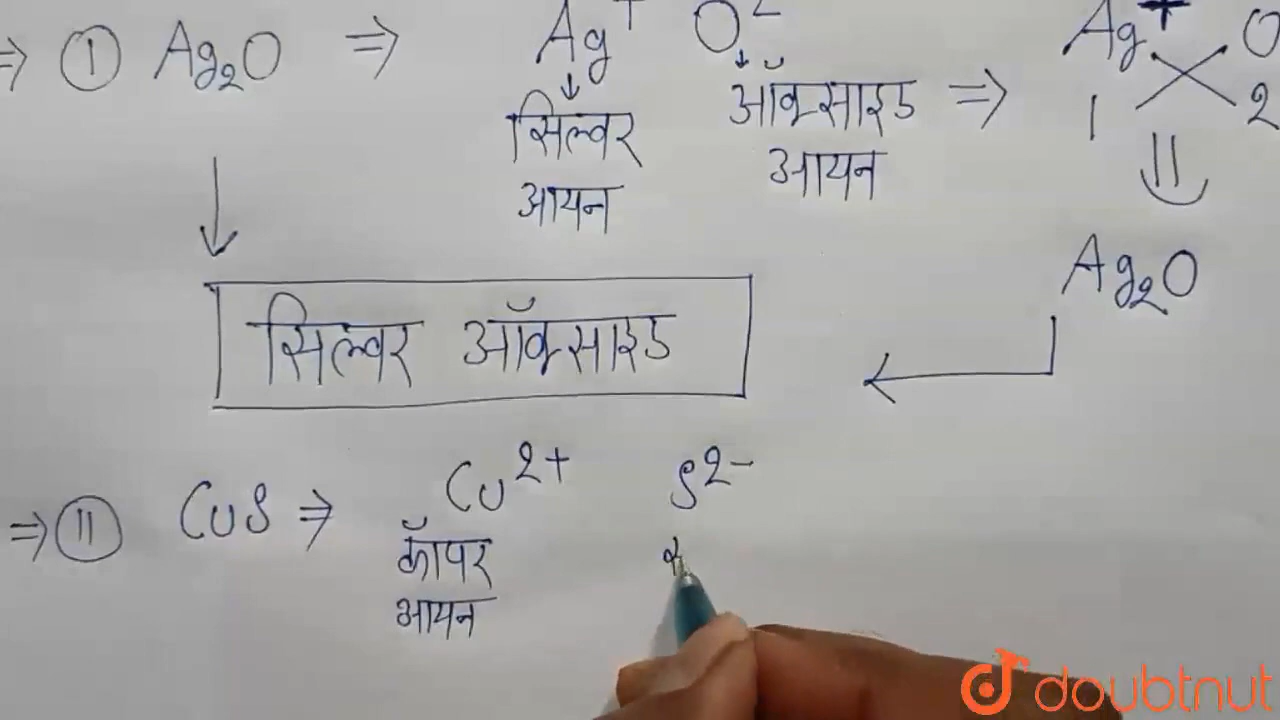 ⇒ ① Ag₂O ⇒ Ag⁺ O²
↓ ↓
सिल्वर ऑक्साइड ⇒
आयन आयन
Ag⁺ O
1 2
Ag₂O
सिल्वर ऑक्साइड
⇒ ⑪ CuS ⇒ Cu²⁺ S²⁻
कॉपर
आयन
doubtnut